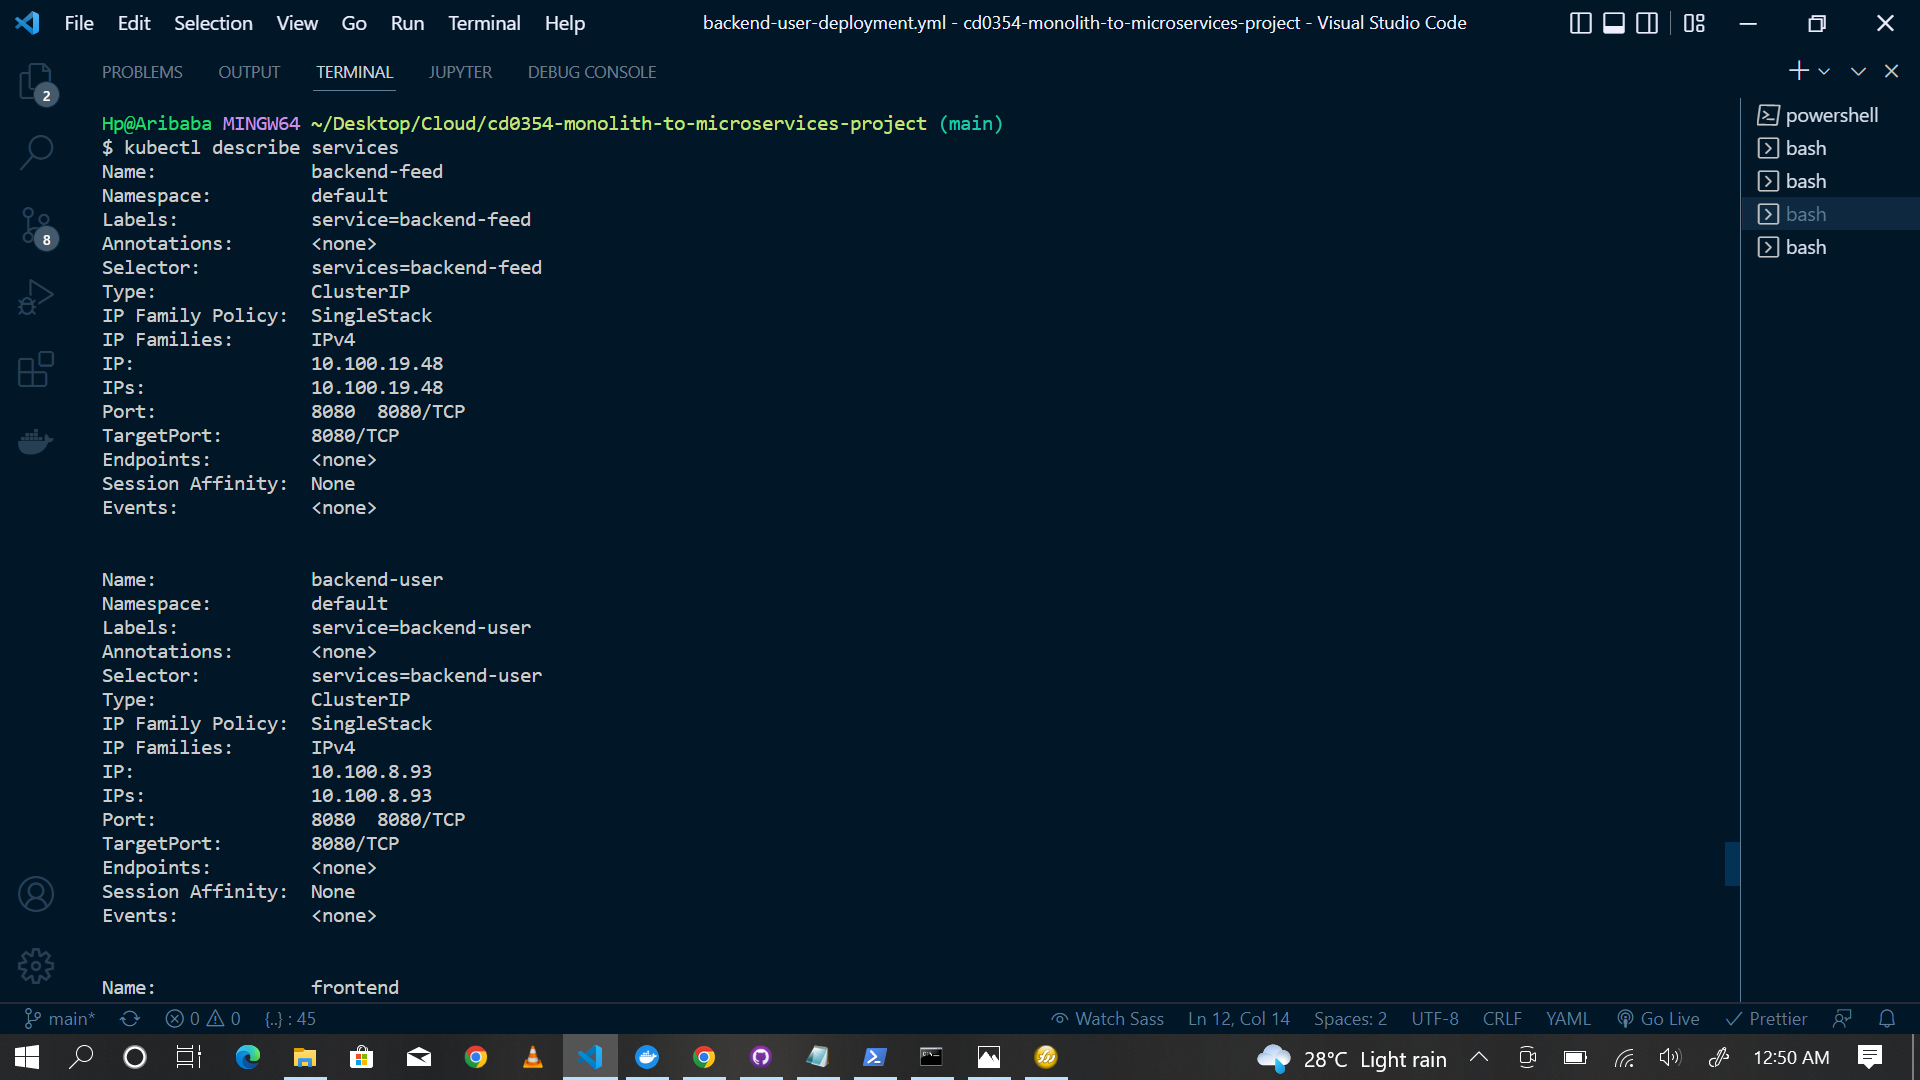 File Edit Selection View Go Run Terminal Help backend-user-deployment.yml - cd0354-monolith-to-microservices-project - Visual Studio Code
PROBLEMS OUTPUT TERMINAL JUPYTER DEBUG CONSOLE
2
8
Hp@Aribaba MINGW64 ~/Desktop/Cloud/cd0354-monolith-to-microservices-project (main)
$ kubectl describe services
Name: backend-feed
Namespace: default
Labels: service=backend-feed
Annotations: <none>
Selector: services=backend-feed
Type: ClusterIP
IP Family Policy: SingleStack
IP Families: IPv4
IP: 10.100.19.48
IPs: 10.100.19.48
Port: 8080 8080/TCP
TargetPort: 8080/TCP
Endpoints: <none>
Session Affinity: None
Events: <none>
Name: backend-user
Namespace: default
Labels: service=backend-user
Annotations: <none>
Selector: services=backend-user
Type: ClusterIP
IP Family Policy: SingleStack
IP Families: IPv4
IP: 10.100.8.93
IPs: 10.100.8.93
Port: 8080 8080/TCP
TargetPort: 8080/TCP
Endpoints: <none>
Session Affinity: None
Events: <none>
Name: frontend
powershell
bash
bash
bash
bash
main* 0 0 {..} : 45 Watch Sass Ln 12, Col 14 Spaces: 2 UTF-8 CRLF YAML Go Live Prettier
28°C Light rain 12:50 AM